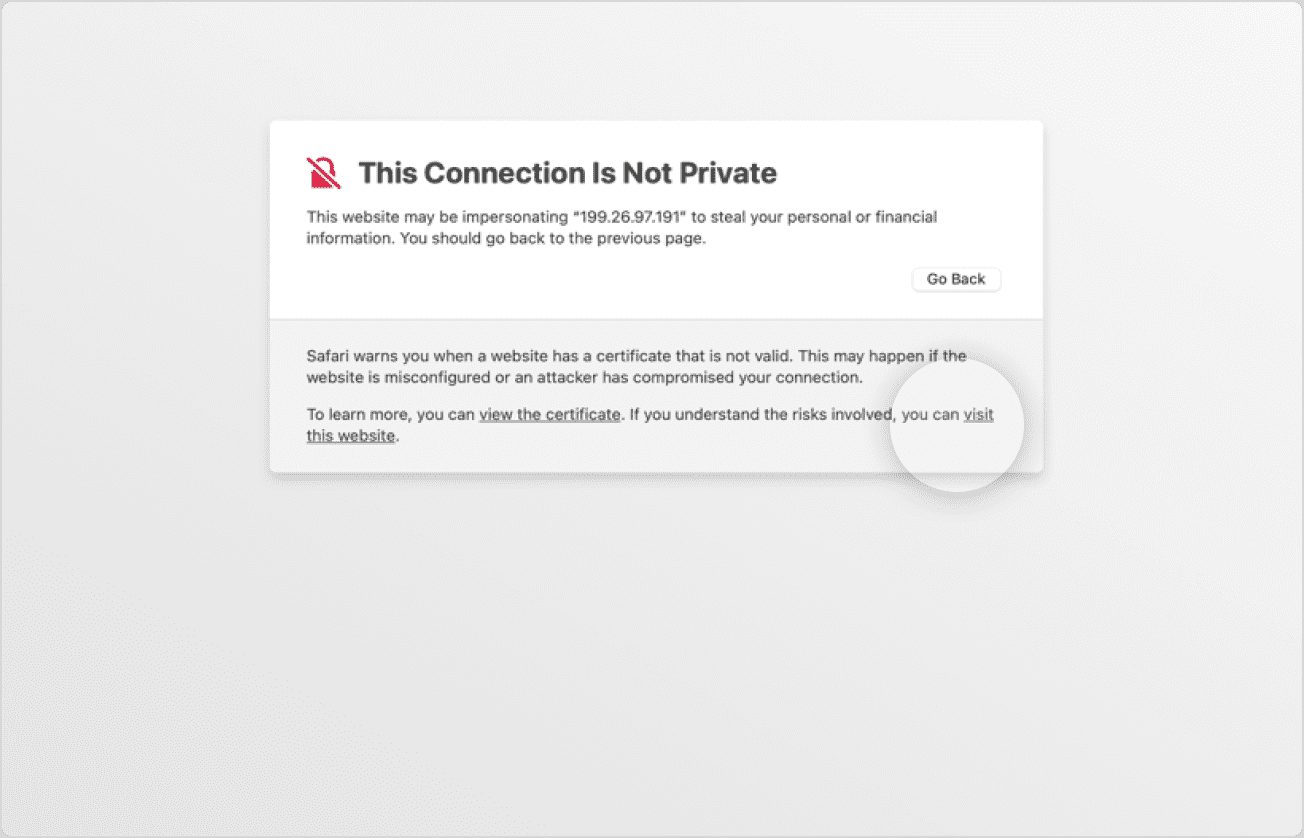 This Connection Is Not Private
This website may be impersonating "199.26.97.191" to steal your personal or financial
information. You should go back to the previous page.
Go Back
Safari warns you when a website has a certificate that is not valid. This may happen if the
website is misconfigured or an attacker has compromised your connection.
To learn more, you can view the certificate. If you understand the risks involved, you can visit
this website.